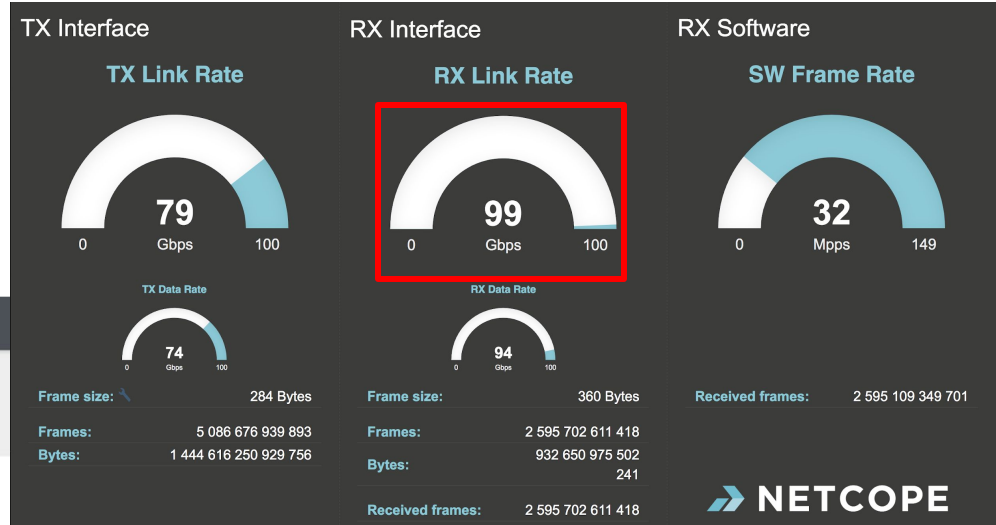 TX Interface
TX Link Rate
79
Gbps
0
100
TX Data Rate
74
Gbps
0
100
Frame size: 284 Bytes
Frames: 5 086 676 939 893
Bytes: 1 444 616 250 929 756
RX Interface
RX Link Rate
99
Gbps
0
100
RX Data Rate
94
Gbps
0
100
Frame size: 360 Bytes
Frames: 2 595 702 611 418
Bytes: 932 650 975 502
241
Received frames: 2 595 702 611 418
RX Software
SW Frame Rate
32
Mpps
0
149
Received frames: 2 595 109 349 701
NETCOPE